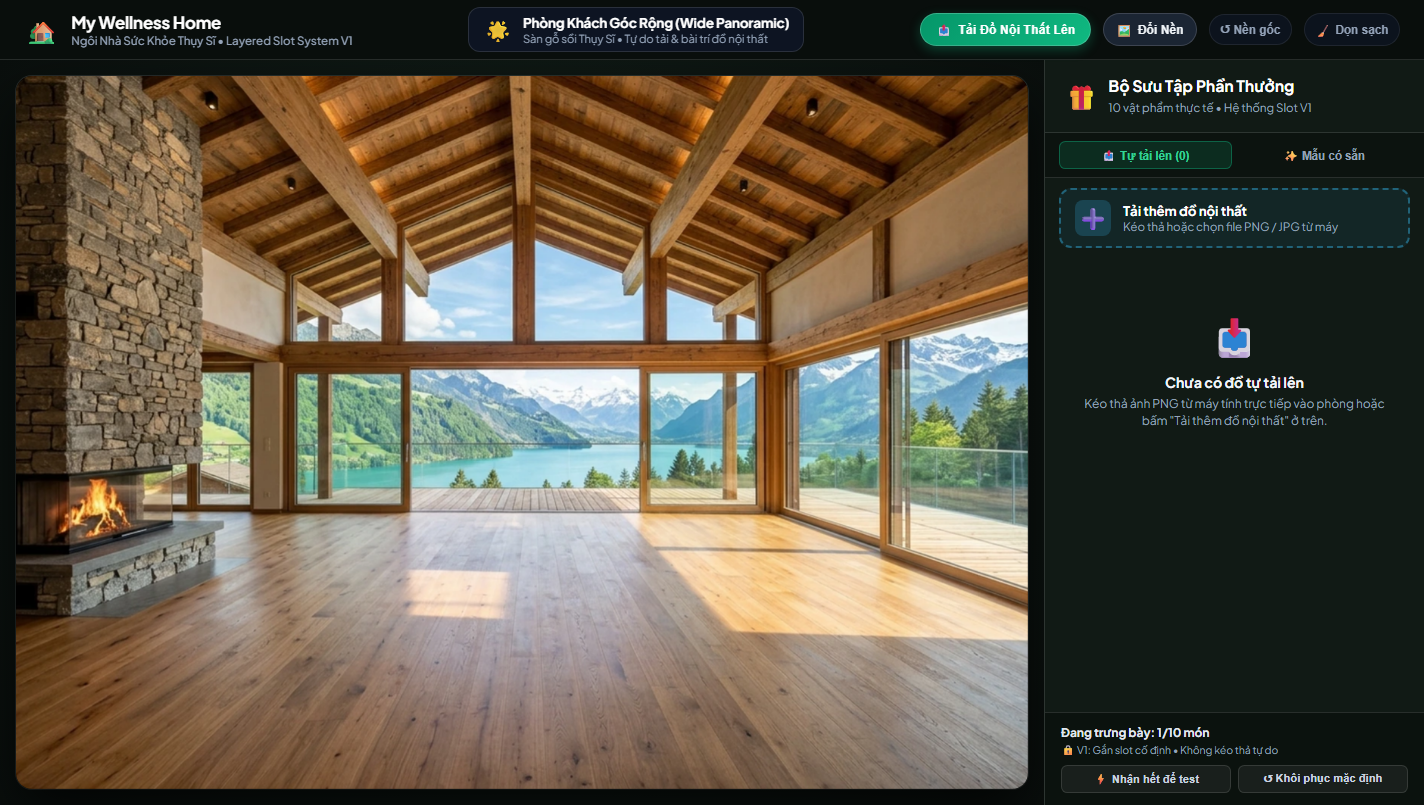 My Wellness Home
Ngôi Nhà Sức Khỏe Thụy Sĩ • Layered Slot System V1
Phòng Khách Góc Rộng (Wide Panoramic)
Sàn gỗ sồi Thụy Sĩ • Tự do tải & bài trí đồ nội thất
Tải Đồ Nội Thất Lên
Đổi Nền
↺ Nền gốc
Dọn sạch
Bộ Sưu Tập Phần Thưởng
10 vật phẩm thực tế • Hệ thống Slot V1
Tự tải lên (0)
Mẫu có sẵn
Tải thêm đồ nội thất
Kéo thả hoặc chọn file PNG / JPG từ máy
Chưa có đồ tự tải lên
Kéo thả ảnh PNG từ máy tính trực tiếp vào phòng hoặc
bấm "Tải thêm đồ nội thất" ở trên.
Đang trưng bày: 1/10 món
V1: Gắn slot cố định • Không kéo thả tự do
Nhận hết để test
↺ Khôi phục mặc định